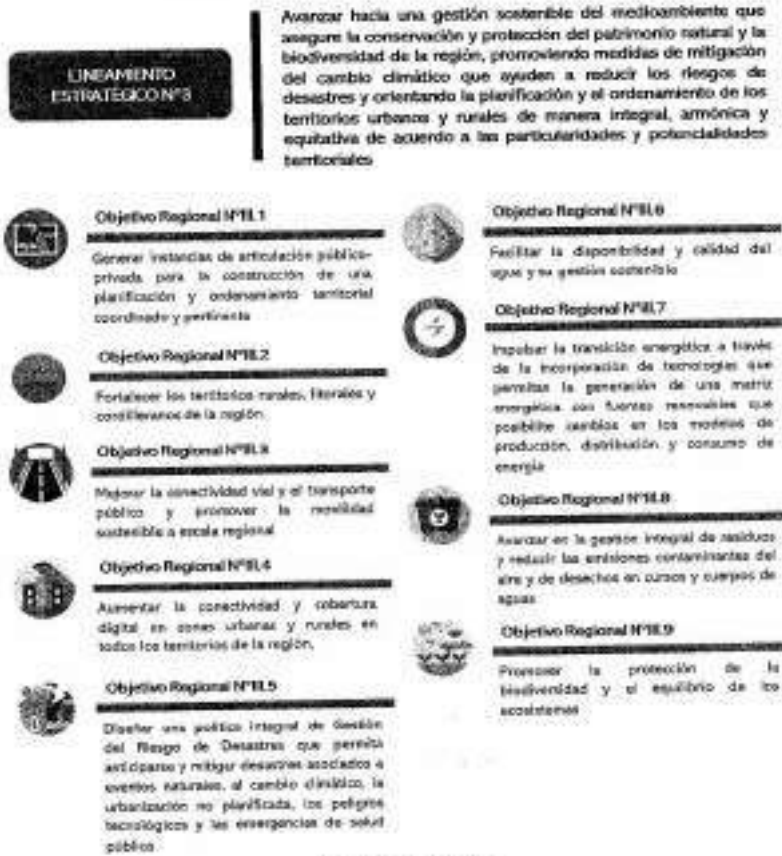 LINEAMIENTO
ESTRATEGICO N°3
Avanzar hacia una gestión sostenible del medioambiente que
asegure la conservación y protección del patrimonio natural y la
biodiversidad de la región, promoviendo medidas de mitigación
del cambio climático que ayuden a reducir los riesgos de
desastres y orientando la planificación y el ordenamiento de los
territorios urbanos y rurales de manera integral, armónica y
equitativa de acuerdo a las particularidades y potencialidades
territoriales
Objetivo Regional N°III.1
Generar instancias de articulación público-
privada para la construcción de una
planificación y ordenamiento territorial
coordinado y pertinente
Objetivo Regional N°III.2
Fortalecer los territorios rurales, litorales y
cordilleranos de la región
Objetivo Regional N°III.3
Mejorar la conectividad vial y el transporte
público y promover la movilidad
sostenible a escala regional
Objetivo Regional N°III.4
Aumentar la conectividad y cobertura
digital en zonas urbanas y rurales en
todos los territorios de la región.
Objetivo Regional N°III.5
Diseñar una política integral de Gestión
del Riesgo de Desastres que permita
anticiparse y mitigar desastres asociados a
eventos naturales, al cambio climático, la
urbanización no planificada, los peligros
tecnológicos y las emergencias de salud
pública
Objetivo Regional N°III.6
Facilitar la disponibilidad y calidad del
agua y su gestión sostenible
Objetivo Regional N°III.7
Impulsar la transición energética a través
de la incorporación de tecnologías que
permitan la generación de una matriz
energética con fuentes renovables que
posibilite cambios en los modelos de
producción, distribución y consumo de
energía
Objetivo Regional N°III.8
Avanzar en la gestión integral de residuos
y reducir las emisiones contaminantes del
aire y de desechos en cursos y cuerpos de
aguas
Objetivo Regional N°III.9
Promover la protección de la
biodiversidad y el equilibrio de los
ecosistemas